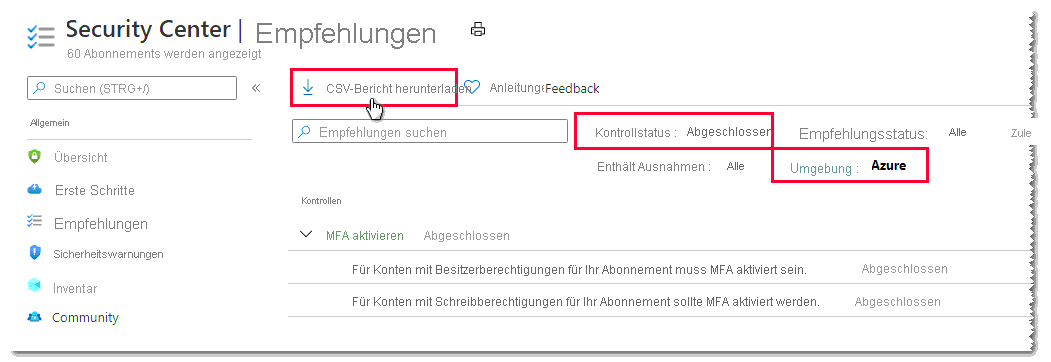 Security Center | Empfehlungen
60 Abonnements werden angezeigt
Suchen (STRG+/)
«
CSV-Bericht herunterladen
Anleitunge
Feedback
Empfehlungen suchen
Kontrollstatus : Abgeschlossen
Empfehlungsstatus: Alle
Zule
Enthält Ausnahmen : Alle
Umgebung : Azure
Allgemein
Übersicht
Erste Schritte
Empfehlungen
Sicherheitswarnungen
Inventar
Community
Kontrollen
MFA aktivieren Abgeschlossen
Für Konten mit Besitzerberechtigungen für Ihr Abonnement muss MFA aktiviert sein. Abgeschlossen
Für Konten mit Schreibberechtigungen für Ihr Abonnement sollte MFA aktiviert werden. Abgeschlossen